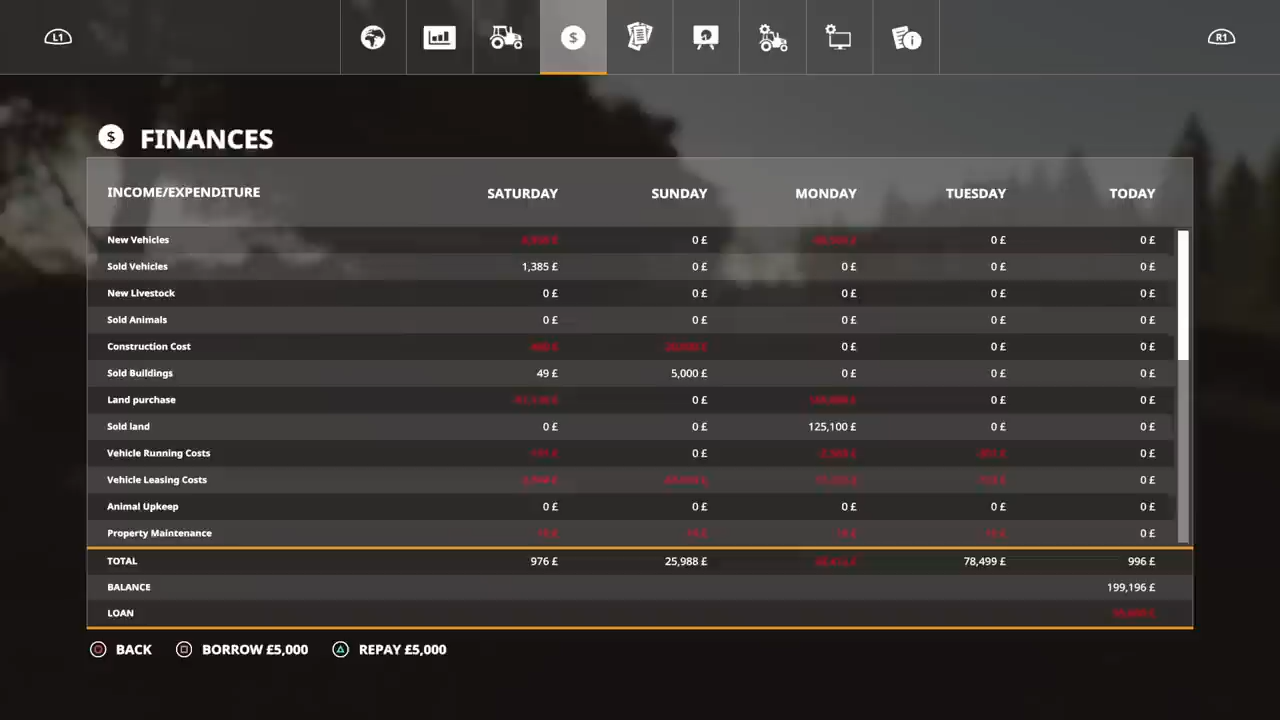 L1
$
R1
$ FINANCES
INCOME/EXPENDITURE SATURDAY SUNDAY MONDAY TUESDAY TODAY
New Vehicles 0 £ 0 £ 0 £
Sold Vehicles 1,385 £ 0 £ 0 £ 0 £ 0 £
New Livestock 0 £ 0 £ 0 £ 0 £ 0 £
Sold Animals 0 £ 0 £ 0 £ 0 £ 0 £
Construction Cost 0 £ 0 £ 0 £
Sold Buildings 49 £ 5,000 £ 0 £ 0 £ 0 £
Land purchase 0 £ 0 £ 0 £
Sold land 0 £ 0 £ 125,100 £ 0 £ 0 £
Vehicle Running Costs 0 £ 0 £
Vehicle Leasing Costs 0 £
Animal Upkeep 0 £ 0 £ 0 £ 0 £ 0 £
Property Maintenance 0 £
TOTAL 976 £ 25,988 £ 78,499 £ 996 £
BALANCE 199,196 £
LOAN
BACK BORROW £5,000 REPAY £5,000